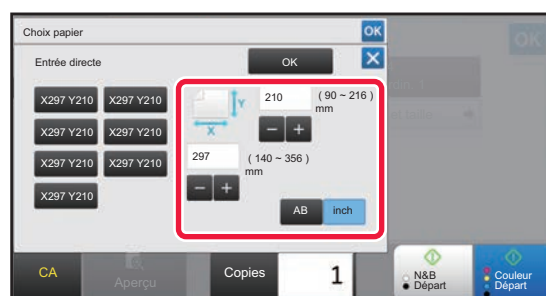 Choix papier
OK
OK
Entrée directe
OK
X297 Y210
X297 Y210
Y
210
( 90 ~ 216 )
mm
X297 Y210
X297 Y210
X
- +
X297 Y210
X297 Y210
297
( 140 ~ 356 )
mm
X297 Y210
- +
AB
inch
CA
Aperçu
Copies
1
N&B
Départ
Couleur
Départ